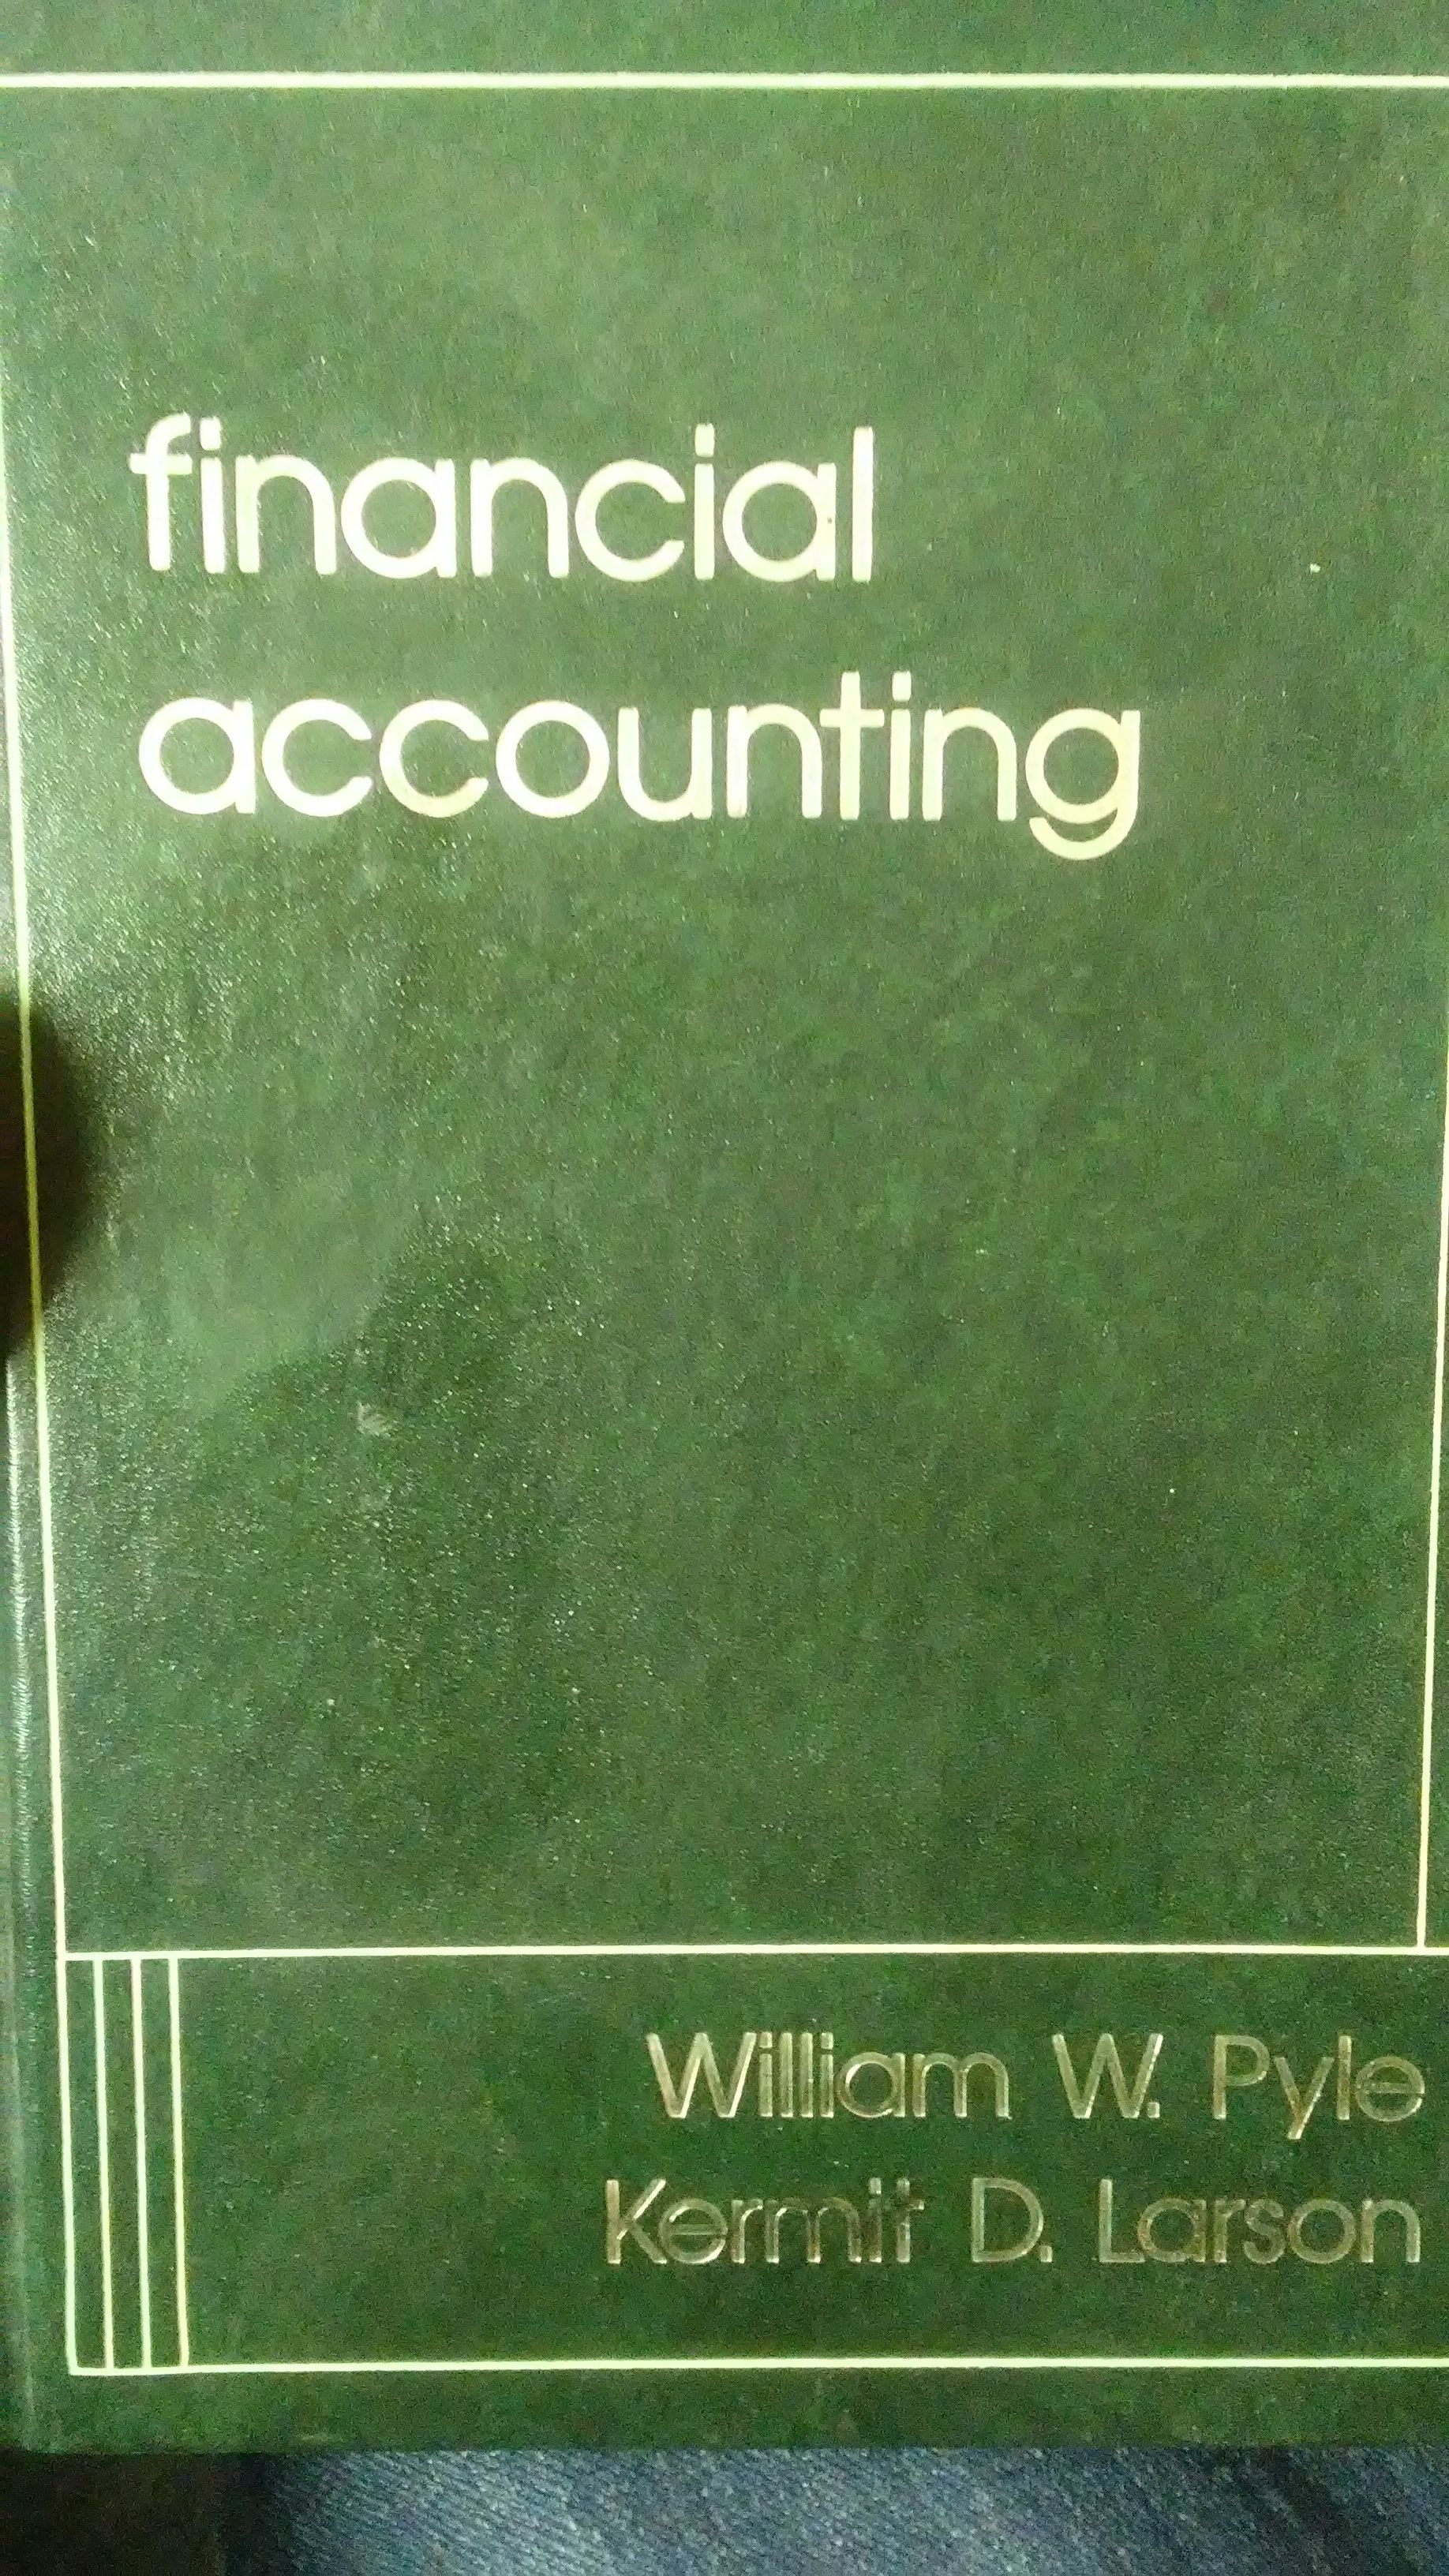 financial
accounting
William W. Pyle
Kermit D. Larson